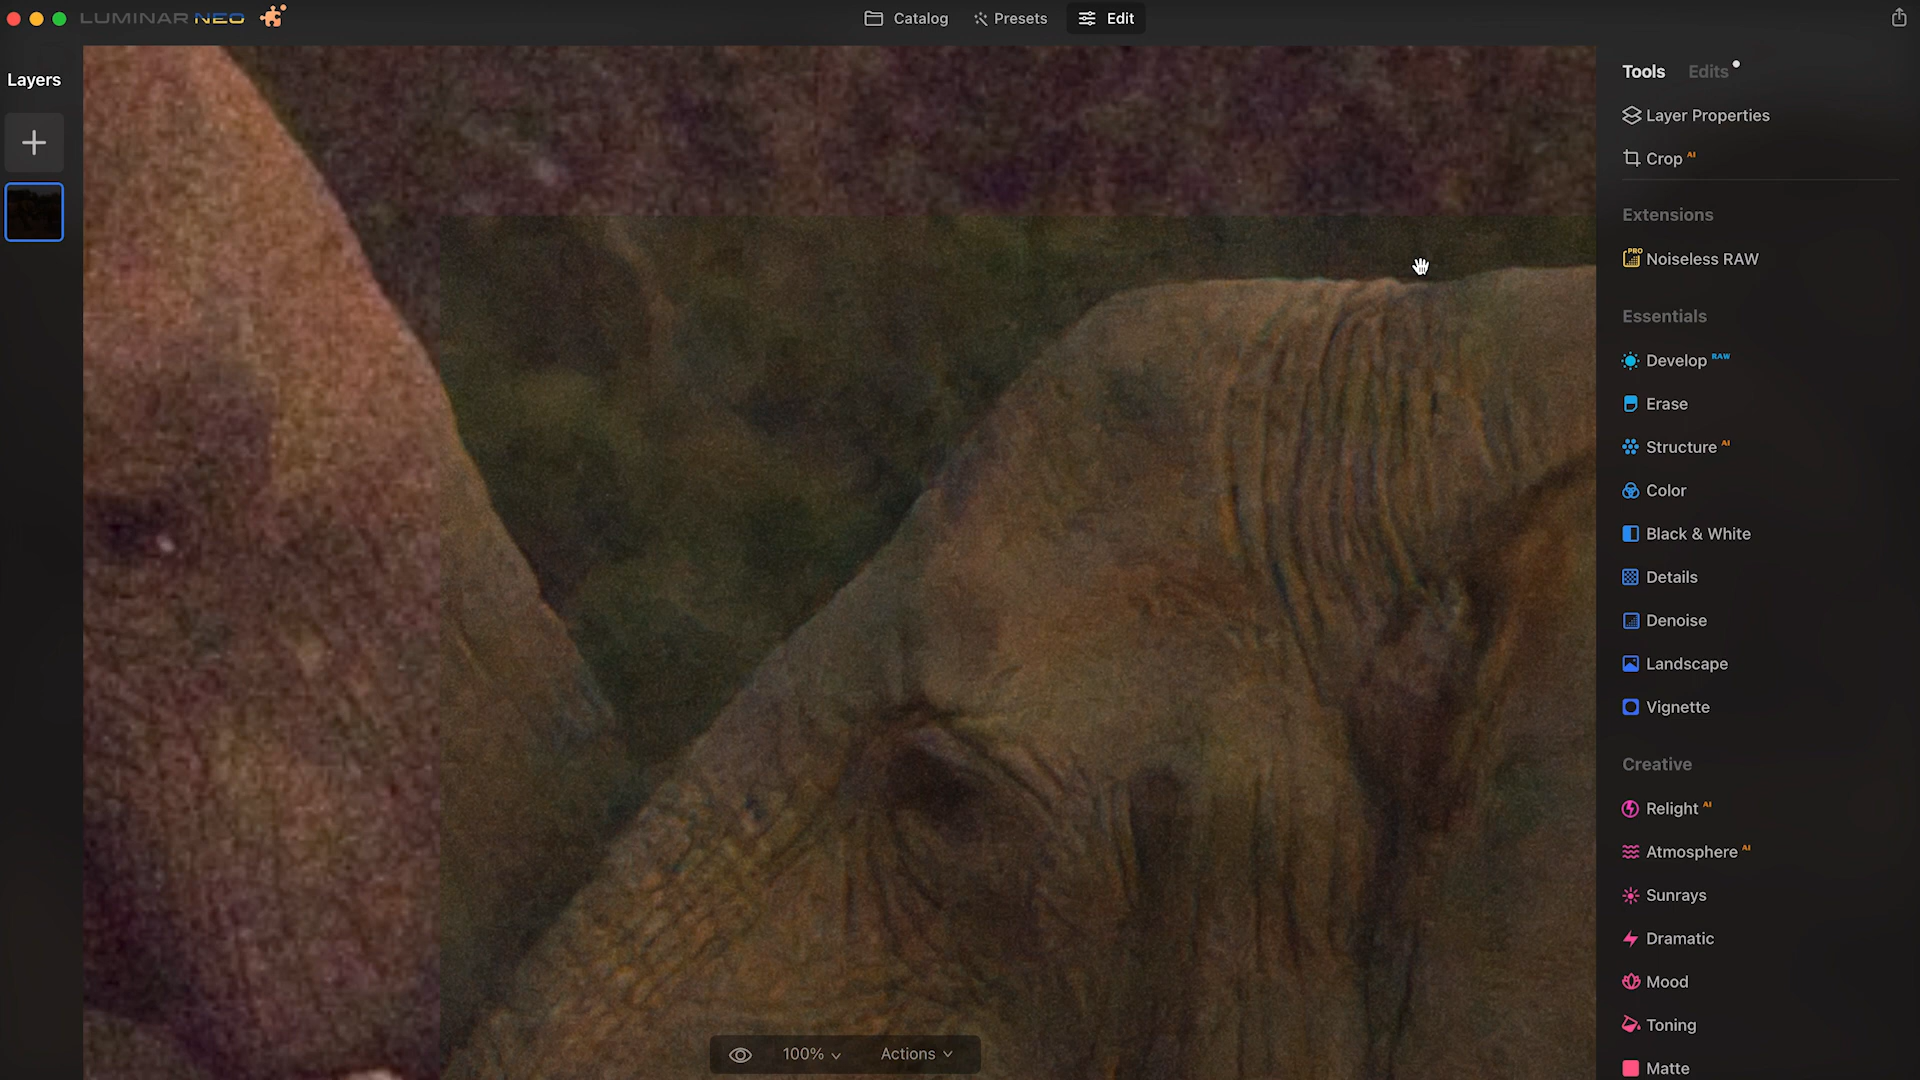 LUMINAR NEO
Catalog
Presets
Edit
Layers
Tools
Edits
Layer Properties
Crop AI
Extensions
PRO
Noiseless RAW
Essentials
Develop RAW
Erase
Structure AI
Color
Black & White
Details
Denoise
Landscape
Vignette
Creative
Relight AI
Atmosphere AI
Sunrays
Dramatic
Mood
Toning
Matte
100%
Actions